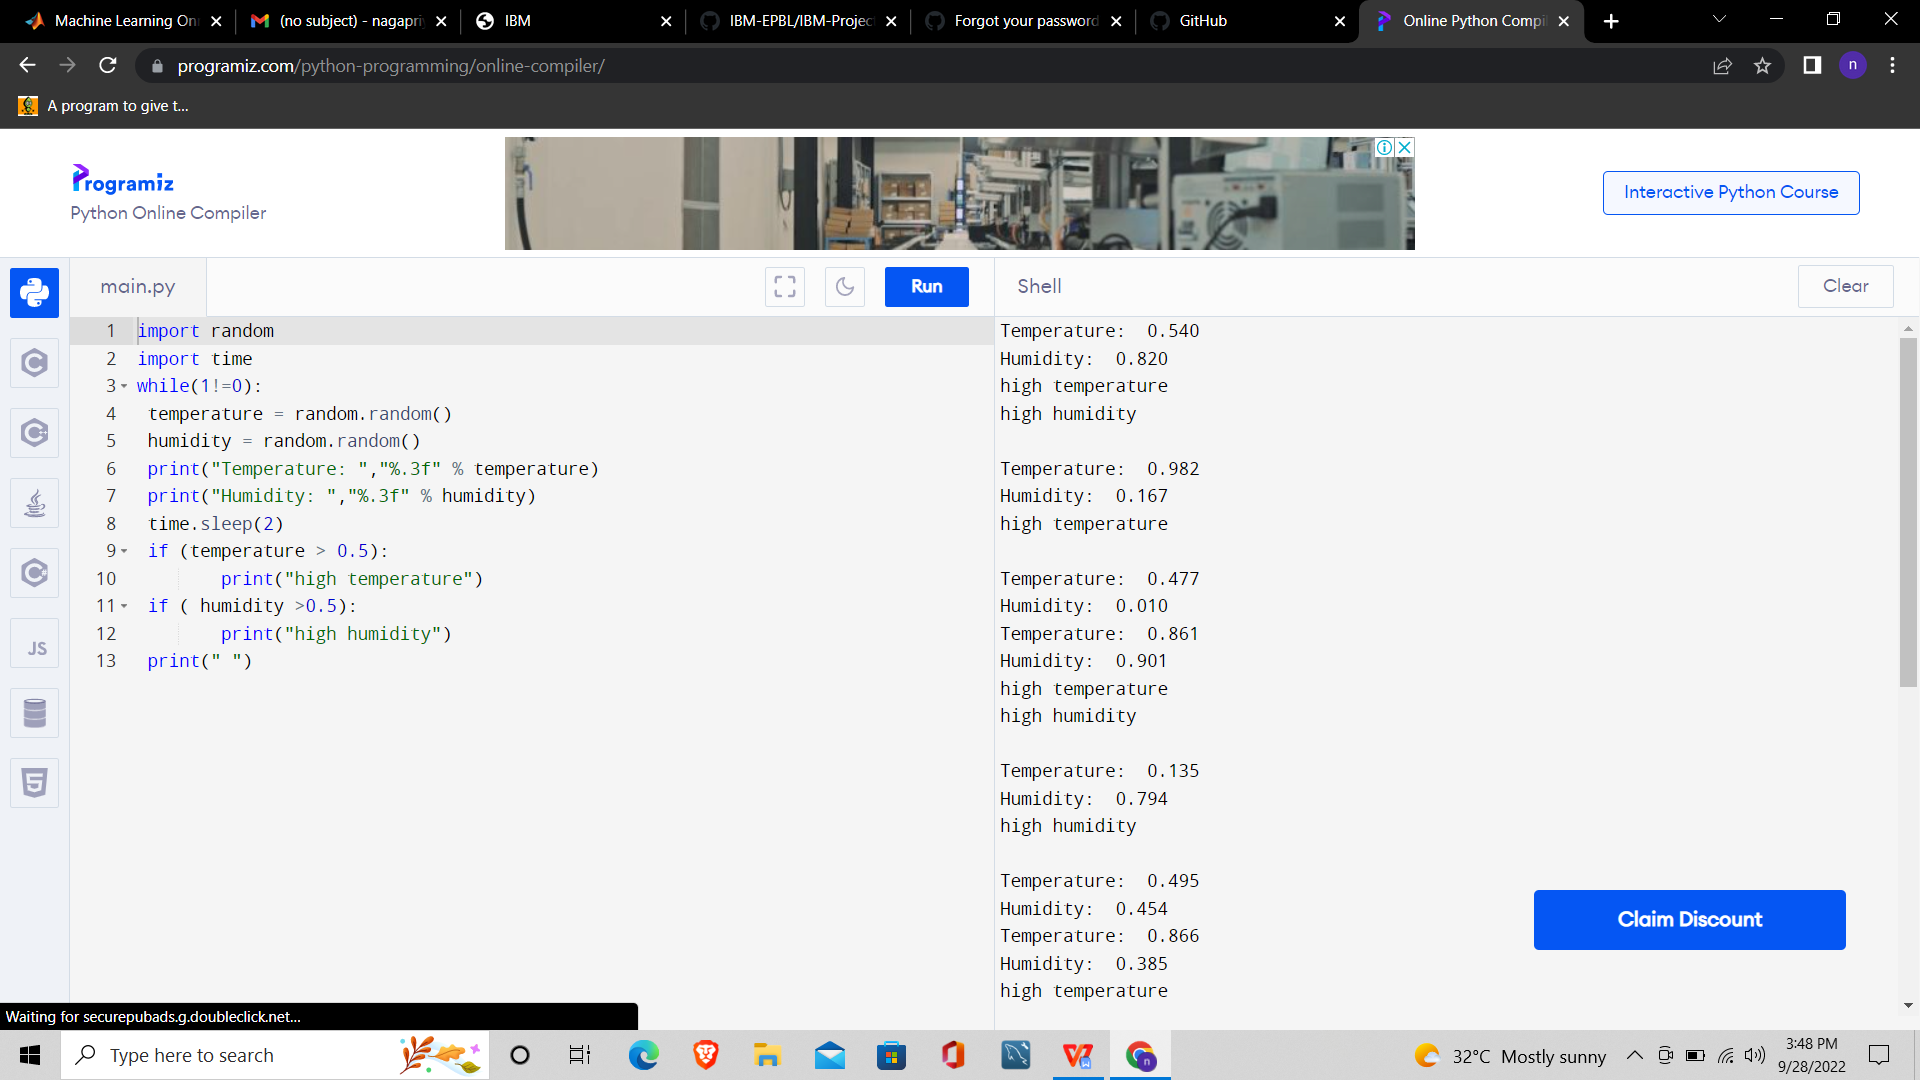 Machine Learning On
(no subject) - nagapriy
IBM
IBM-EPBL/IBM-Projec
Forgot your password
GitHub
Online Python Compil
programiz.com/python-programming/online-compiler/
n
A program to give t...
Programiz
Python Online Compiler
Interactive Python Course
main.py
Run
Shell
Clear
1 import random
2 import time
3 while(1!=0):
4 temperature = random.random()
5 humidity = random.random()
6 print("Temperature: ","%.3f" % temperature)
7 print("Humidity: ","%.3f" % humidity)
8 time.sleep(2)
9 if (temperature > 0.5):
10 print("high temperature")
11 if ( humidity >0.5):
12 print("high humidity")
13 print(" ")
JS
Temperature:  0.540
Humidity:  0.820
high temperature
high humidity
Temperature:  0.982
Humidity:  0.167
high temperature
Temperature:  0.477
Humidity:  0.010
Temperature:  0.861
Humidity:  0.901
high temperature
high humidity
Temperature:  0.135
Humidity:  0.794
high humidity
Temperature:  0.495
Humidity:  0.454
Temperature:  0.866
Humidity:  0.385
high temperature
Claim Discount
Waiting for securepubads.g.doubleclick.net...
Type here to search
n
32°C Mostly sunny
3:48 PM
9/28/2022